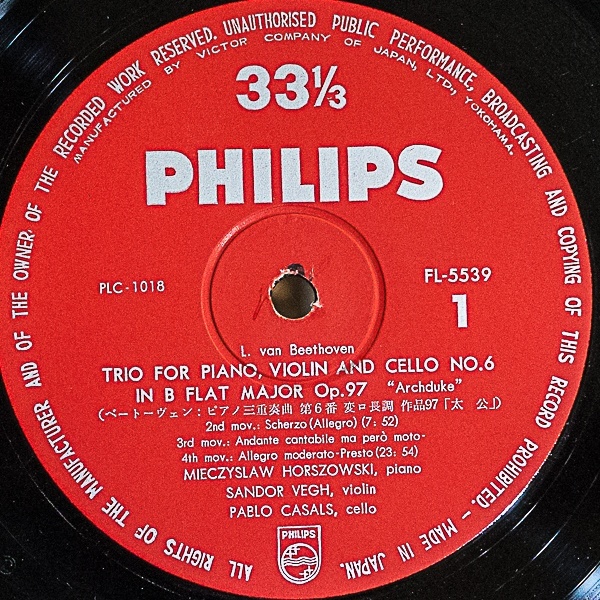 ALL RIGHTS OF THE MANUFACTURER AND OF THE OWNER OF THE RECORDED WORK RESERVED. UNAUTHORISED PUBLIC PERFORMANCE, BROADCASTING AND COPYING OF THIS RECORD PROHIBITED. – MADE IN JAPAN.
MANUFACTURED BY VICTOR COMPANY OF JAPAN, LTD., YOKOHAMA.
33⅓
PHILIPS
PLC-1018
FL-5539
1
L. van Beethoven
TRIO FOR PIANO, VIOLIN AND CELLO NO.6
IN B FLAT MAJOR Op.97 "Archduke"
(ベートーヴェン:ピアノ三重奏曲 第6番 変ロ長調 作品97「太 公」)
2nd mov.: Scherzo(Allegro)(7:52)
3rd mov.: Andante cantabile ma però moto-
4th mov.: Allegro moderato-Presto(23:54)
MIECZYSLAW HORSZOWSKI, piano
SANDOR VEGH, violin
PABLO CASALS, cello
PHILIPS